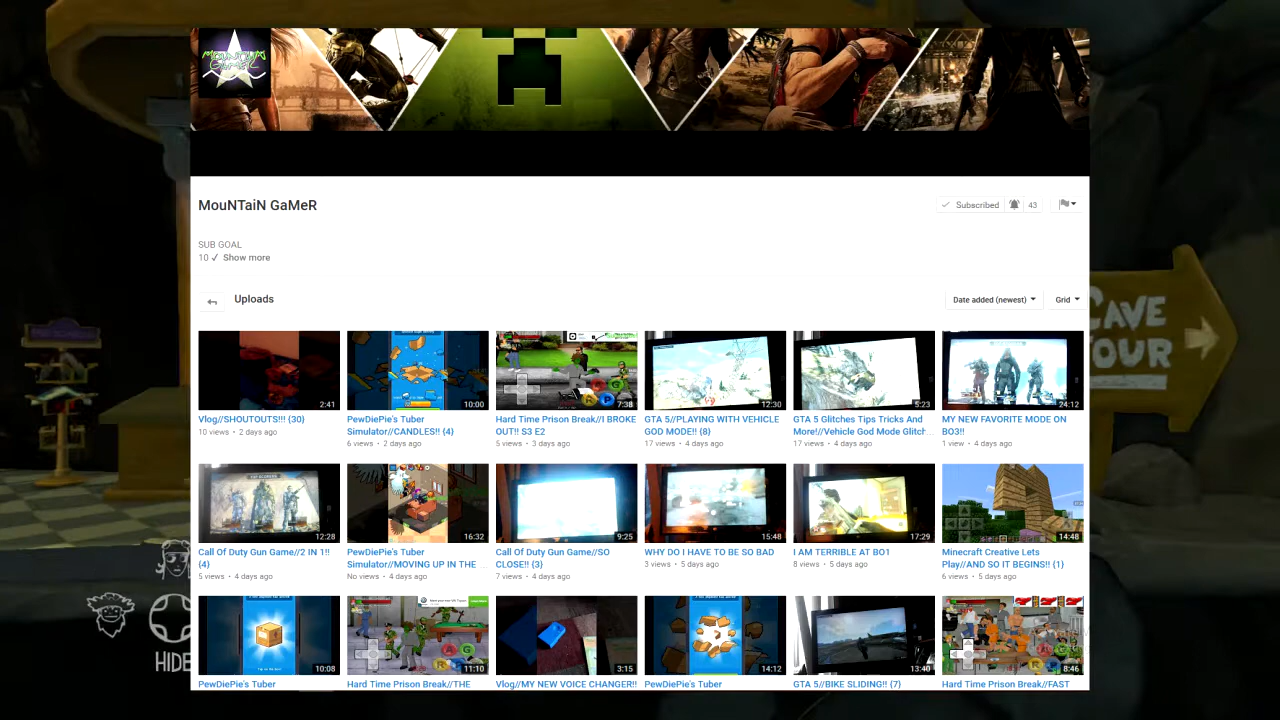 MOUNTAIN
GAMER
MouNTaiN GaMeR
Subscribed 43
SUB GOAL
10 ✓ Show more
Uploads
Date added (newest) Grid
2:41
10:00
7:38
12:30
5:23
24:12
Vlog//SHOUTOUTS!!! {30}
10 views • 2 days ago
PewDiePie's Tuber
Simulator//CANDLES!! {4}
6 views • 2 days ago
Hard Time Prison Break//I BROKE
OUT!! S3 E2
5 views • 3 days ago
GTA 5//PLAYING WITH VEHICLE
GOD MODE!! {8}
17 views • 4 days ago
GTA 5 Glitches Tips Tricks And
More!//Vehicle God Mode Glitch
17 views • 4 days ago
MY NEW FAVORITE MODE ON
BO3!!
1 view • 4 days ago
12:28
16:32
9:25
15:48
17:29
14:48
Call Of Duty Gun Game//2 IN 1!!
{4}
5 views • 4 days ago
PewDiePie's Tuber
Simulator//MOVING UP IN THE ...
No views • 4 days ago
Call Of Duty Gun Game//SO
CLOSE!! {3}
7 views • 4 days ago
WHY DO I HAVE TO BE SO BAD
3 views • 5 days ago
I AM TERRIBLE AT BO1
8 views • 5 days ago
Minecraft Creative Lets
Play//AND SO IT BEGINS!! {1}
6 views • 5 days ago
10:08
11:10
3:15
14:12
13:40
8:46
PewDiePie's Tuber
Hard Time Prison Break//THE
Vlog//MY NEW VOICE CHANGER!!
PewDiePie's Tuber
GTA 5//BIKE SLIDING!! {7}
Hard Time Prison Break//FAST
CAVE
TOUR
HIDE